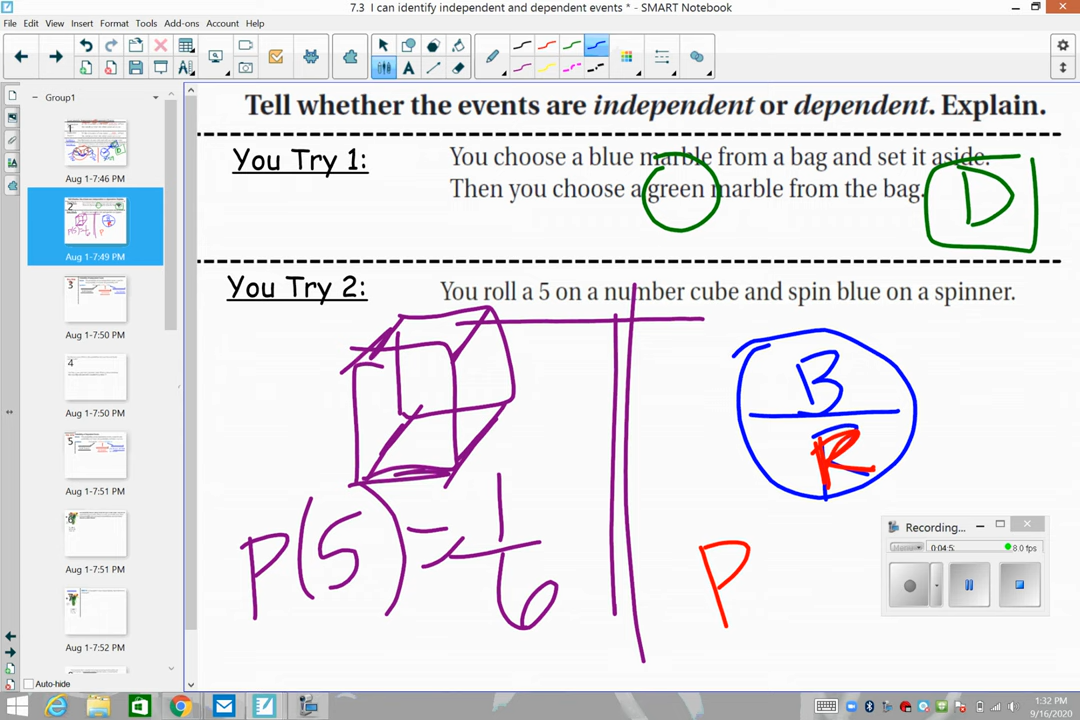 7.3 I can identify independent and dependent events * - SMART Notebook
File Edit View Insert Format Tools Add-ons Account Help
Group1
1
Aug 1-7:46 PM
2
Aug 1-7:49 PM
3
Aug 1-7:50 PM
4
Aug 1-7:50 PM
5
Aug 1-7:51 PM
Aug 1-7:51 PM
7
Aug 1-7:52 PM
Auto-hide
Tell whether the events are independent or dependent. Explain.
You Try 1:
You choose a blue marble from a bag and set it aside.
Then you choose a green marble from the bag.
D
You Try 2:
You roll a 5 on a number cube and spin blue on a spinner.
B
R
P(5) = 1/6
P
Recording...
0:04:5
8.0 fps
1:32 PM
9/16/2020